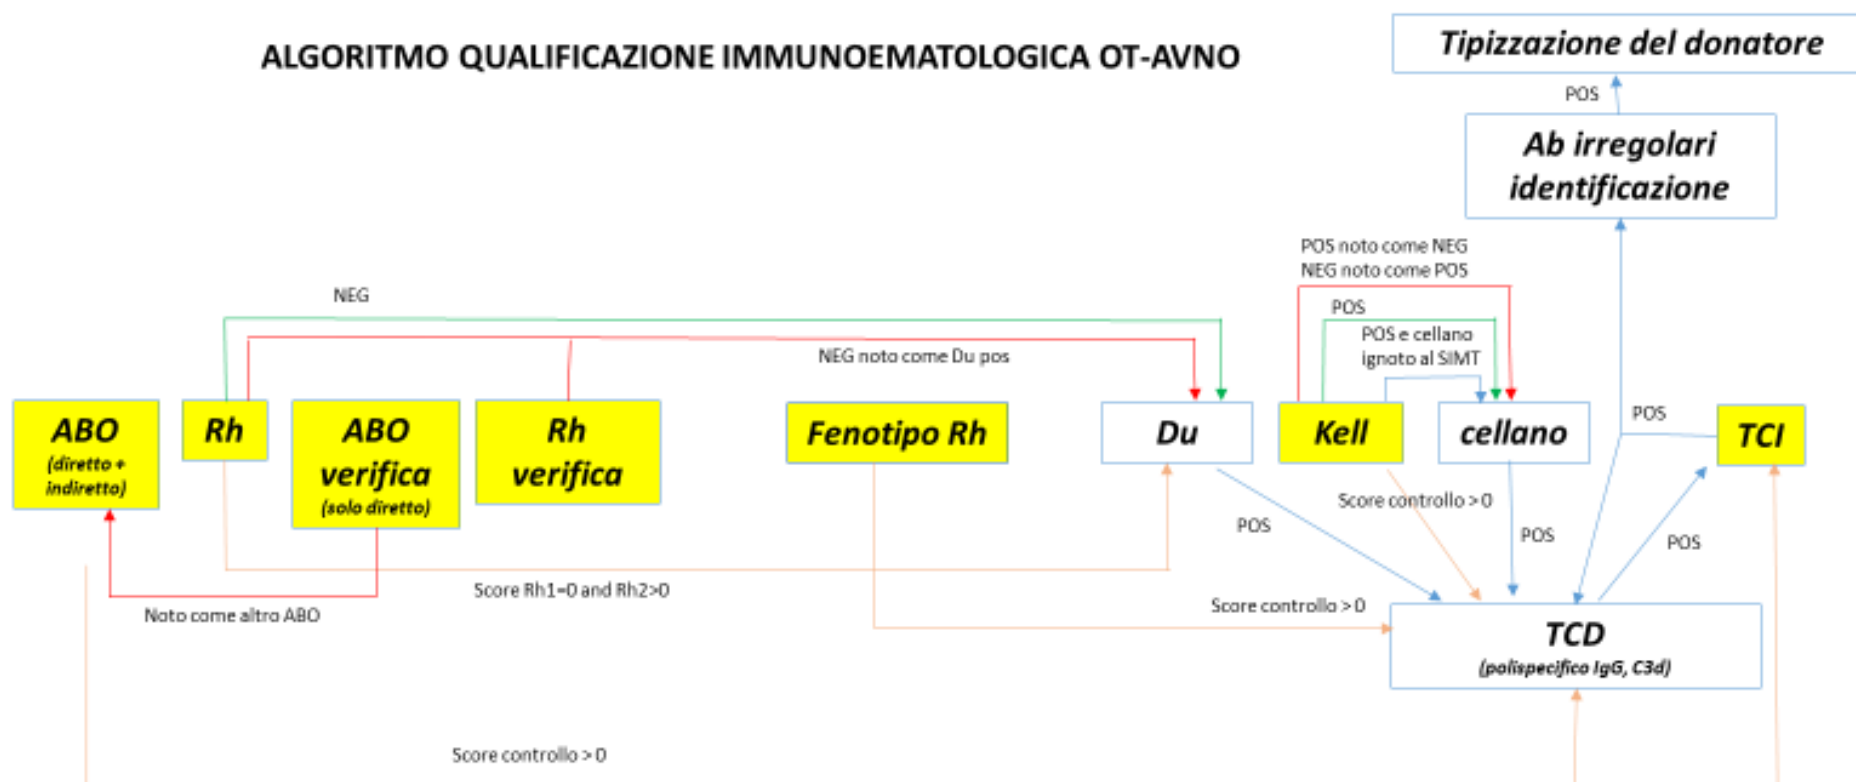 ALGORITMO QUALIFICAZIONE IMMUNOEMATOLOGICA OT-AVNO
Tipizzazione del donatore
POS
Ab irregolari
identificazione
POS noto come NEG
NEG noto come POS
NEG
POS
POS e cellano
ignoto al SIMT
NEG noto come Du pos
ABO
(diretto +
indiretto)
Rh
ABO
verifica
(solo diretto)
Rh
verifica
Fenotipo Rh
Du
Kell
cellano
POS
TCI
Score controllo > 0
POS
POS
POS
Score Rh1=0 and Rh2>0
Noto come altro ABO
Score controllo > 0
TCD
(polispecifico IgG, C3d)
Score controllo > 0